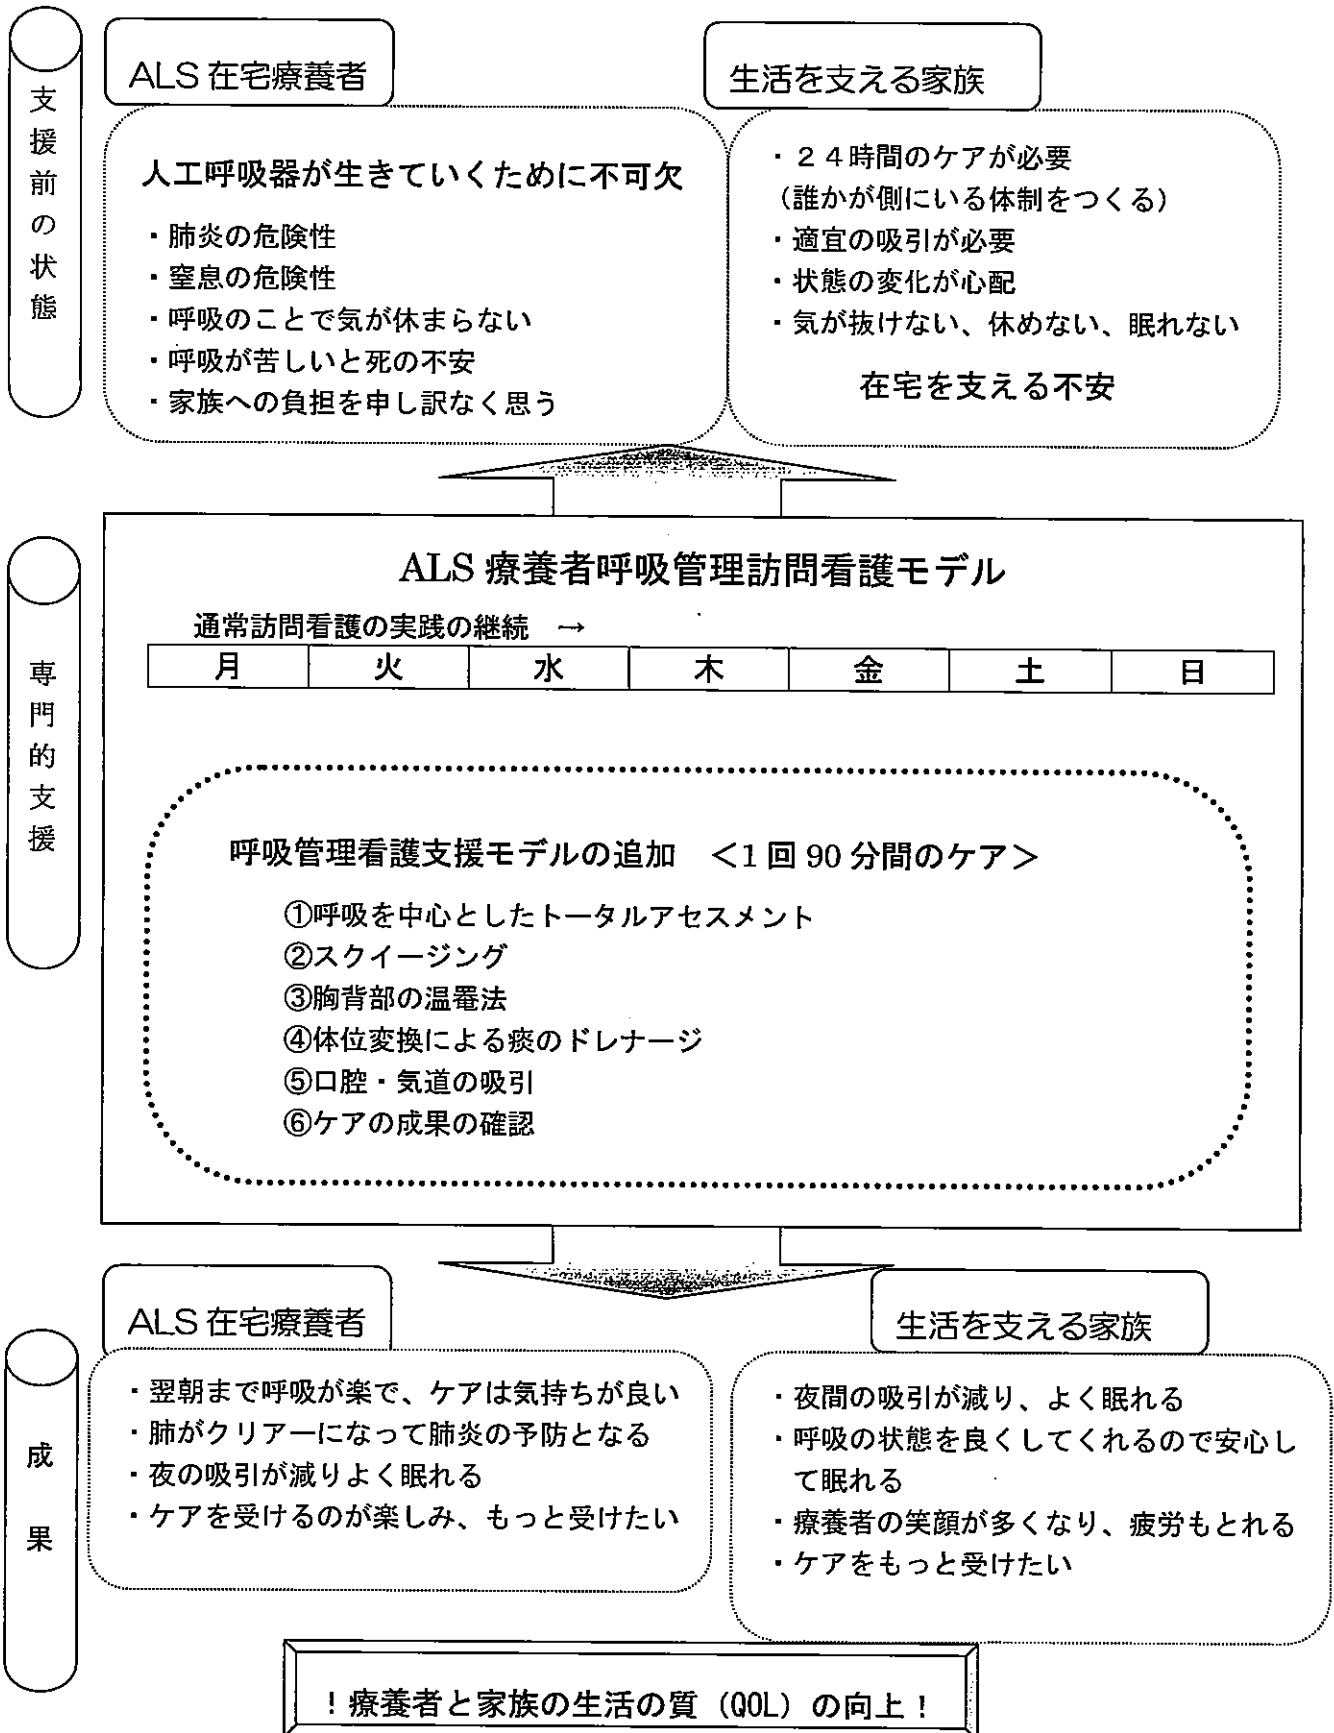 支援前の状態
ALS 在宅療養者
人工呼吸器が生きていくために不可欠
・肺炎の危険性
・窒息の危険性
・呼吸のことで気が休まらない
・呼吸が苦しいと死の不安
・家族への負担を申し訳なく思う
生活を支える家族
・２４時間のケアが必要
（誰かが側にいる体制をつくる）
・適宜の吸引が必要
・状態の変化が心配
・気が抜けない、休めない、眠れない
在宅を支える不安
専門的支援
ALS 療養者呼吸管理訪問看護モデル
通常訪問看護の実践の継続　→
月 火 水 木 金 土 日
呼吸管理看護支援モデルの追加　＜1 回 90 分間のケア＞
①呼吸を中心としたトータルアセスメント
②スクイージング
③胸背部の温罨法
④体位変換による痰のドレナージ
⑤口腔・気道の吸引
⑥ケアの成果の確認
成果
ALS 在宅療養者
・翌朝まで呼吸が楽で、ケアは気持ちが良い
・肺がクリアーになって肺炎の予防となる
・夜の吸引が減りよく眠れる
・ケアを受けるのが楽しみ、もっと受けたい
生活を支える家族
・夜間の吸引が減り、よく眠れる
・呼吸の状態を良くしてくれるので安心し
て眠れる
・療養者の笑顔が多くなり、疲労もとれる
・ケアをもっと受けたい
！療養者と家族の生活の質（QOL）の向上！